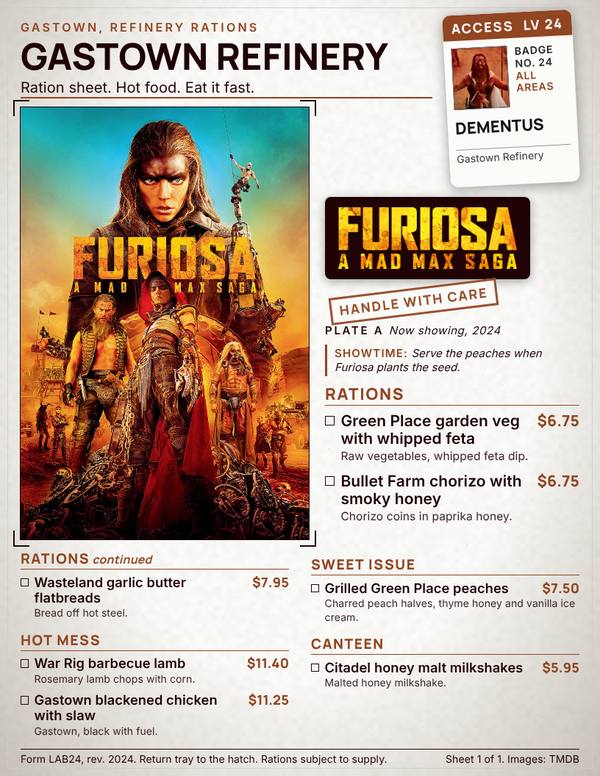 GASTOWN, REFINERY RATIONS
GASTOWN REFINERY
Ration sheet. Hot food. Eat it fast.
ACCESS LV 24
BADGE
NO. 24
ALL
AREAS
DEMENTUS
Gastown Refinery
FURIOSA
A MAD MAX SAGA
FURIOSA
A MAD MAX SAGA
HANDLE WITH CARE
PLATE A Now showing, 2024
SHOWTIME: Serve the peaches when
Furiosa plants the seed.
RATIONS
Green Place garden veg $6.75
with whipped feta
Raw vegetables, whipped feta dip.
Bullet Farm chorizo with $6.75
smoky honey
Chorizo coins in paprika honey.
RATIONS continued
Wasteland garlic butter $7.95
flatbreads
Bread off hot steel.
HOT MESS
War Rig barbecue lamb $11.40
Rosemary lamb chops with corn.
Gastown blackened chicken $11.25
with slaw
Gastown, black with fuel.
SWEET ISSUE
Grilled Green Place peaches $7.50
Charred peach halves, thyme honey and vanilla ice
cream.
CANTEEN
Citadel honey malt milkshakes $5.95
Malted honey milkshake.
Form LAB24, rev. 2024. Return tray to the hatch. Rations subject to supply. Sheet 1 of 1. Images: TMDB